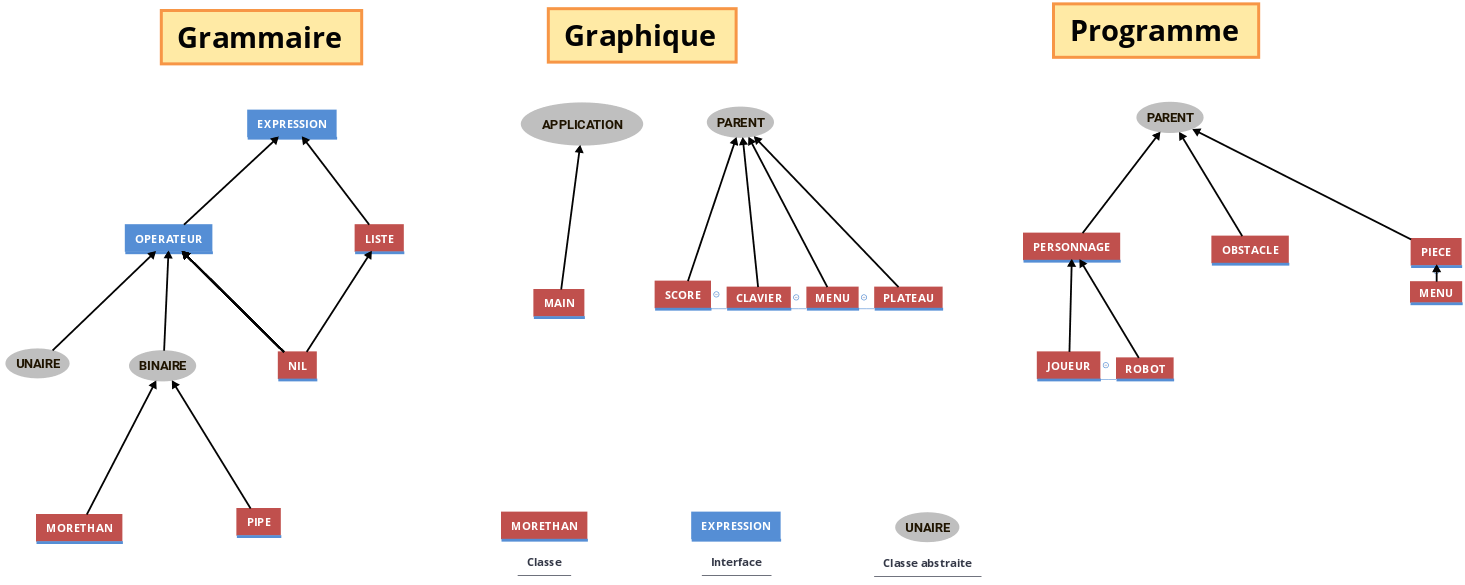 Grammaire
Graphique
Programme
EXPRESSION
APPLICATION
PARENT
PARENT
OPERATEUR
LISTE
PERSONNAGE
OBSTACLE
PIECE
MAIN
SCORE
CLAVIER
MENU
PLATEAU
MENU
UNAIRE
BINAIRE
NIL
JOUEUR
ROBOT
MORETHAN
PIPE
MORETHAN
EXPRESSION
UNAIRE
Classe
Interface
Classe abstraite